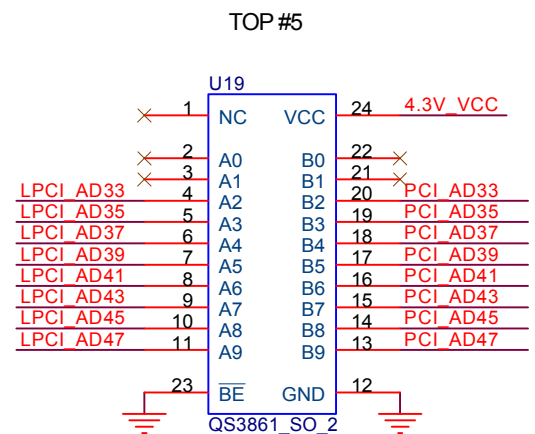 TOP #5
U19
1 NC VCC 24 4.3V_VCC
2 A0 B0 22
3 A1 B1 21
LPCI_AD33 4 A2 B2 20 PCI_AD33
LPCI_AD35 5 A3 B3 19 PCI_AD35
LPCI_AD37 6 A4 B4 18 PCI_AD37
LPCI_AD39 7 A5 B5 17 PCI_AD39
LPCI_AD41 8 A6 B6 16 PCI_AD41
LPCI_AD43 9 A7 B7 15 PCI_AD43
LPCI_AD45 10 A8 B8 14 PCI_AD45
LPCI_AD47 11 A9 B9 13 PCI_AD47
23 BE GND 12
QS3861_SO_2